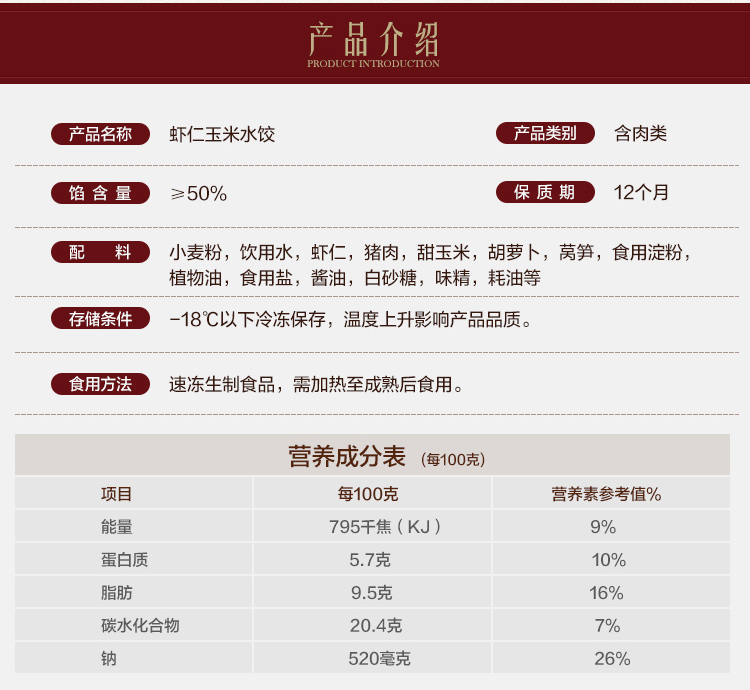 产品介绍
PRODUCT INTRODUCTION
产品名称 虾仁玉米水饺 产品类别 含肉类
馅含量 ≥50% 保质期 12个月
配料 小麦粉，饮用水，虾仁，猪肉，甜玉米，胡萝卜，莴笋，食用淀粉，
植物油，食用盐，酱油，白砂糖，味精，耗油等
存储条件 -18℃以下冷冻保存，温度上升影响产品品质。
食用方法 速冻生制食品，需加热至成熟后食用。
营养成分表 (每100克)
项目 每100克 营养素参考值%
能量 795千焦（KJ） 9%
蛋白质 5.7克 10%
脂肪 9.5克 16%
碳水化合物 20.4克 7%
钠 520毫克 26%